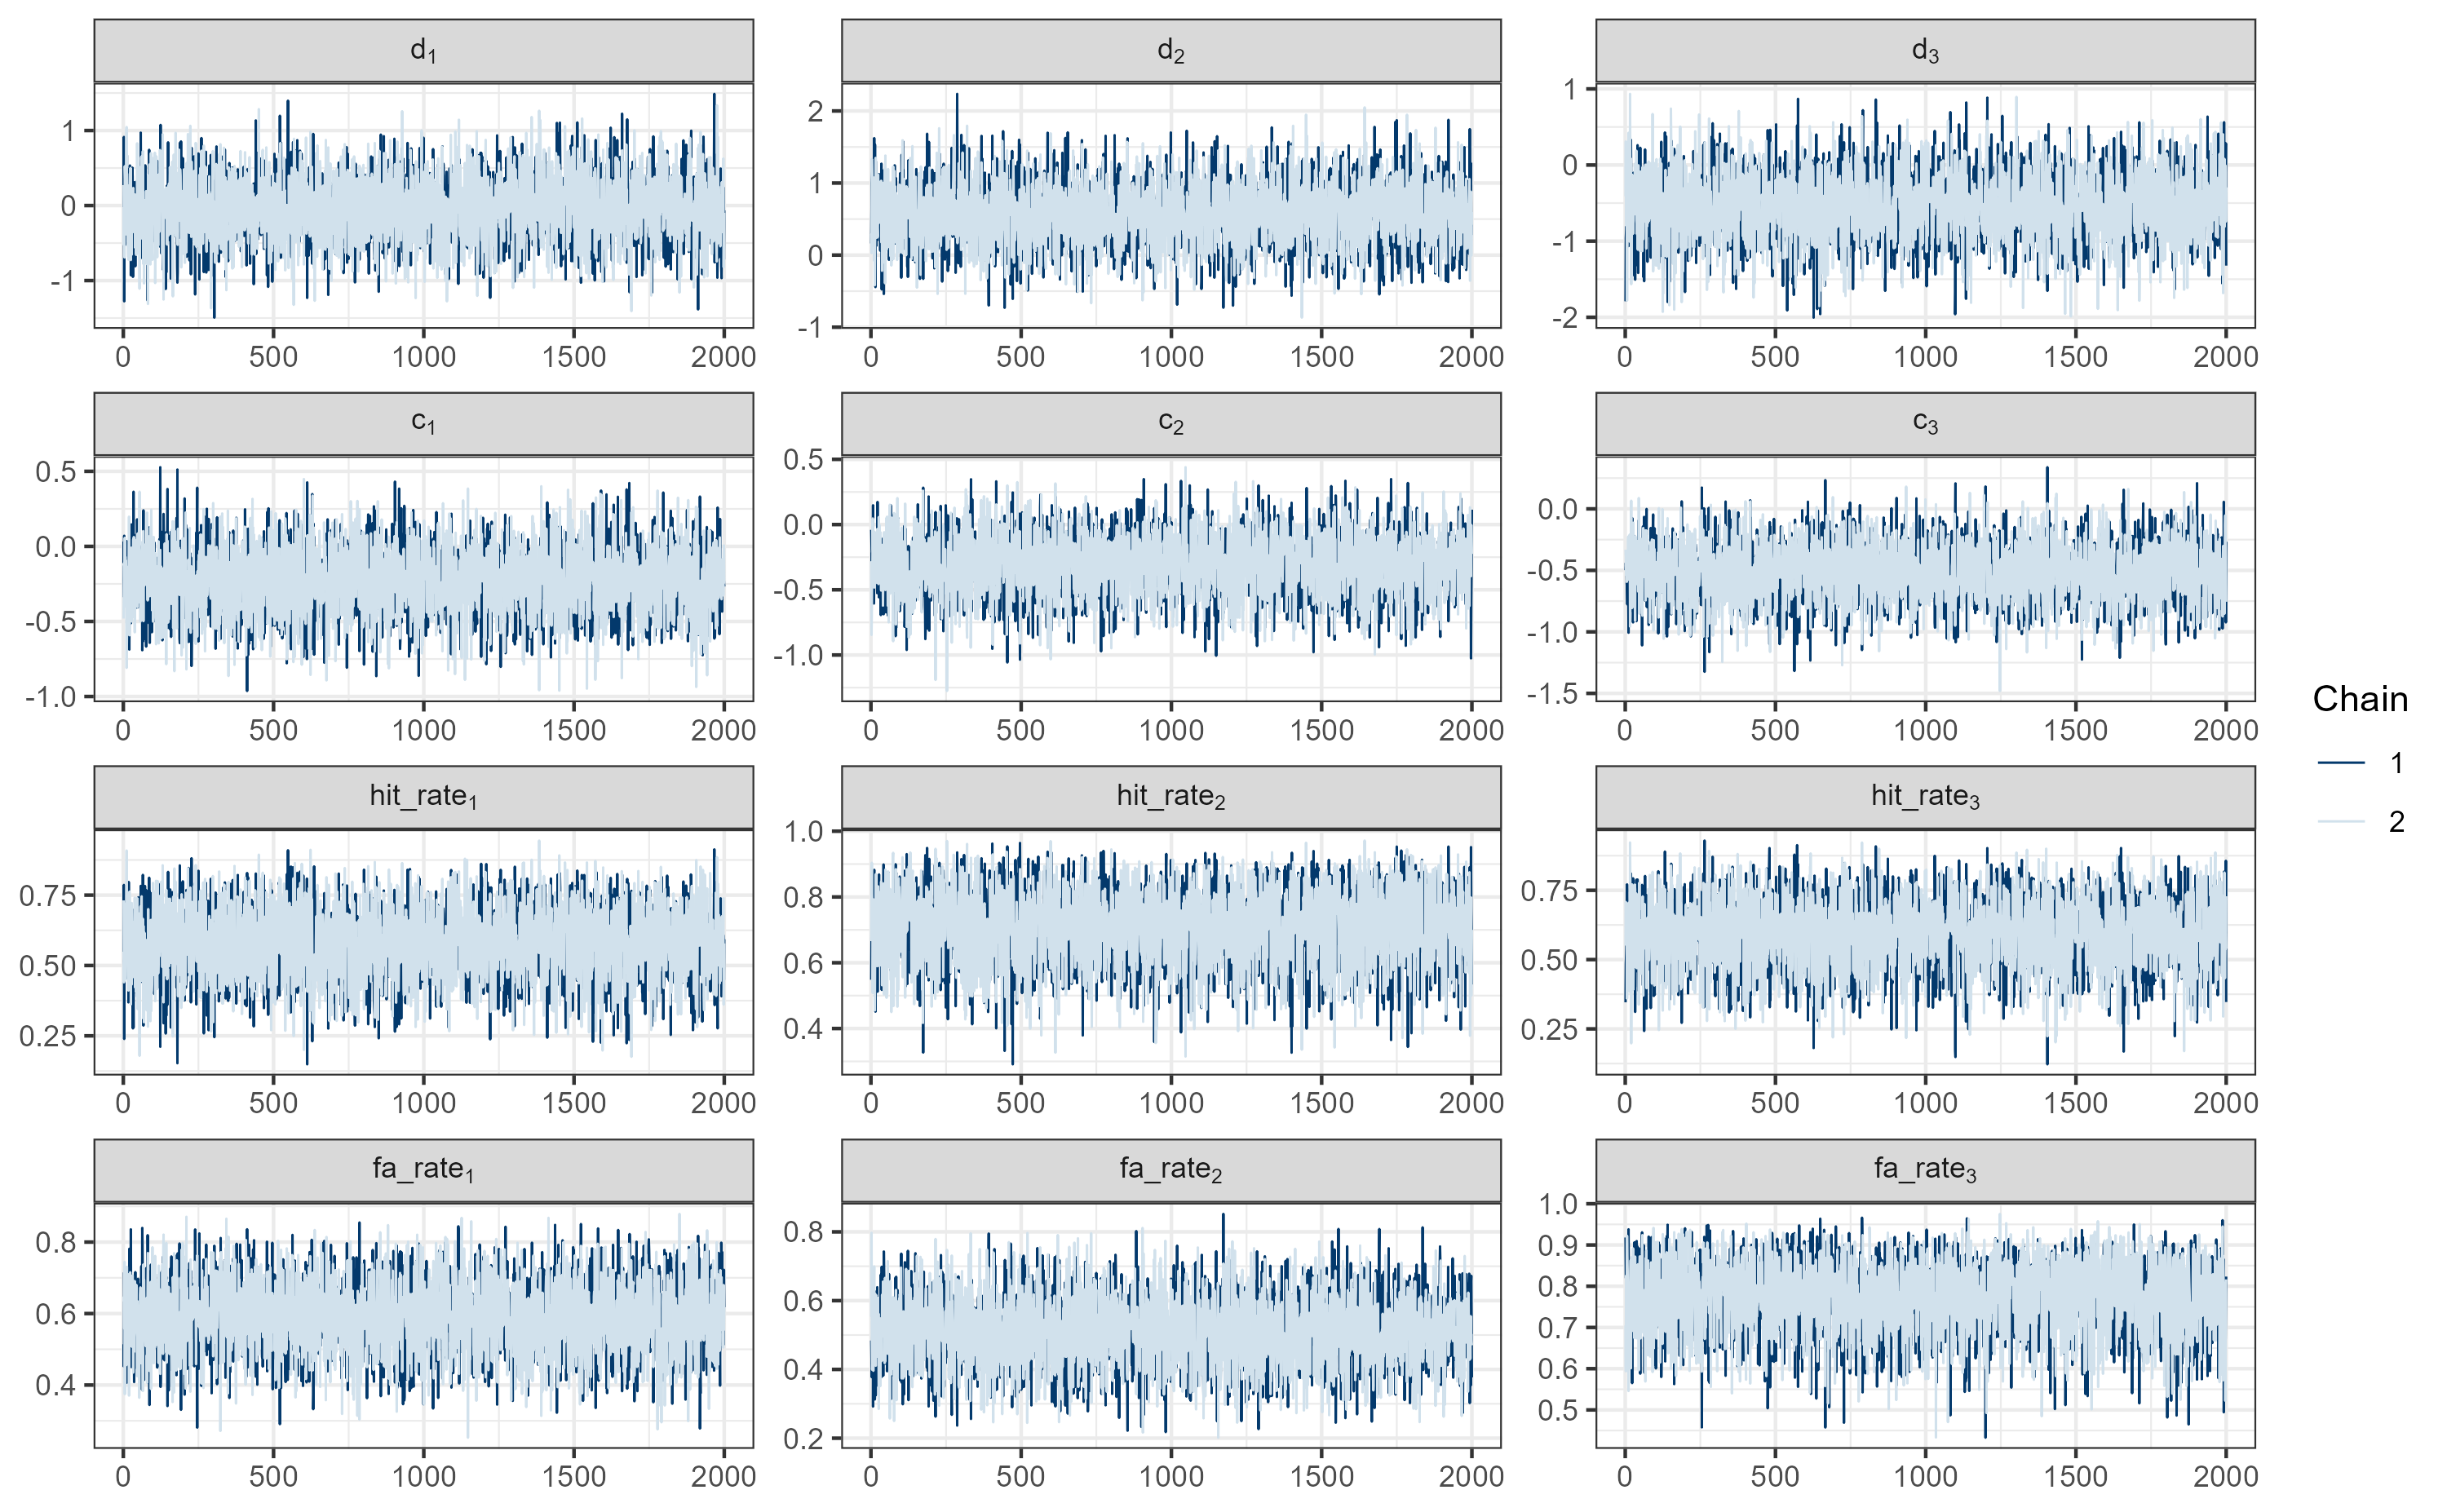 d₁ d₂ d₃
1 0 -1
2 1 0 -1
1 0 -1 -2
0 500 1000 1500 2000 0 500 1000 1500 2000 0 500 1000 1500 2000
c₁ c₂ c₃
0.5 0.0 -0.5 -1.0
0.5 0.0 -0.5 -1.0
0.0 -0.5 -1.0 -1.5
0 500 1000 1500 2000 0 500 1000 1500 2000 0 500 1000 1500 2000
hit_rate₁ hit_rate₂ hit_rate₃
0.75 0.50 0.25
1.0 0.8 0.6 0.4
0.75 0.50 0.25
0 500 1000 1500 2000 0 500 1000 1500 2000 0 500 1000 1500 2000
fa_rate₁ fa_rate₂ fa_rate₃
0.8 0.6 0.4
0.8 0.6 0.4 0.2
1.0 0.9 0.8 0.7 0.6 0.5
0 500 1000 1500 2000 0 500 1000 1500 2000 0 500 1000 1500 2000
Chain
1
2